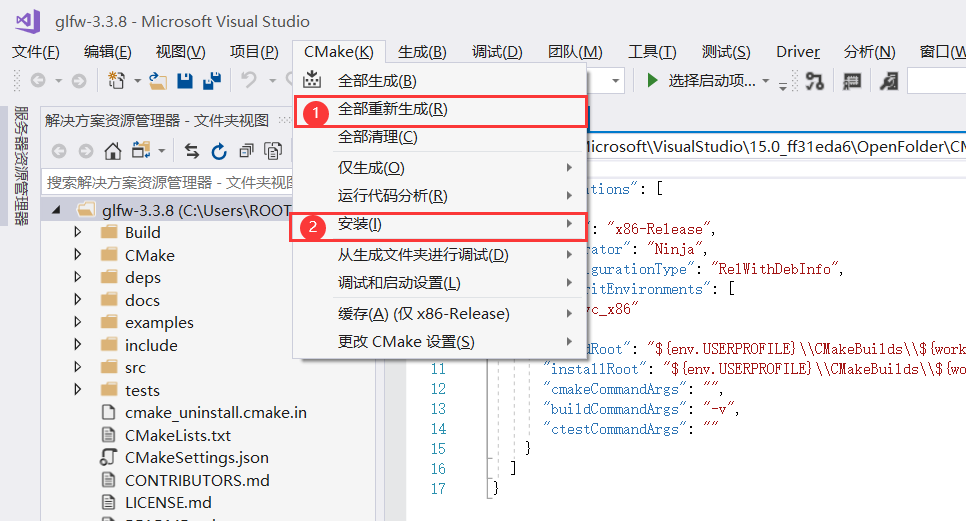 glfw-3.3.8 - Microsoft Visual Studio
文件(F) 编辑(E) 视图(V) 项目(P) CMake(K) 生成(B) 调试(D) 团队(M) 工具(T) 测试(S) Driver 分析(N) 窗口(W
选择启动项...
全部生成(B)
1 全部重新生成(R)
全部清理(C)
仅生成(O)
运行代码分析(R)
2 安装(I)
从生成文件夹进行调试(D)
调试和启动设置(L)
缓存(A) (仅 x86-Release)
更改 CMake 设置(S)
服务器资源管理器
解决方案资源管理器 - 文件夹视图
搜索解决方案资源管理器 - 文件夹视图
glfw-3.3.8 (C:\Users\ROOT
Build
CMake
deps
docs
examples
include
src
tests
cmake_uninstall.cmake.in
CMakeLists.txt
CMakeSettings.json
CONTRIBUTORS.md
LICENSE.md
Microsoft\VisualStudio\15.0_ff31eda6\OpenFolder\CM
ations": [
": "x86-Release",
rator": "Ninja",
igurationType": "RelWithDebInfo",
ritEnvironments": [
vc_x86"
dRoot": "${env.USERPROFILE}\\CMakeBuilds\\${work
11 "installRoot": "${env.USERPROFILE}\\CMakeBuilds\\${wo
12 "cmakeCommandArgs": "",
13 "buildCommandArgs": "-v",
14 "ctestCommandArgs": ""
15 }
16 ]
17 }